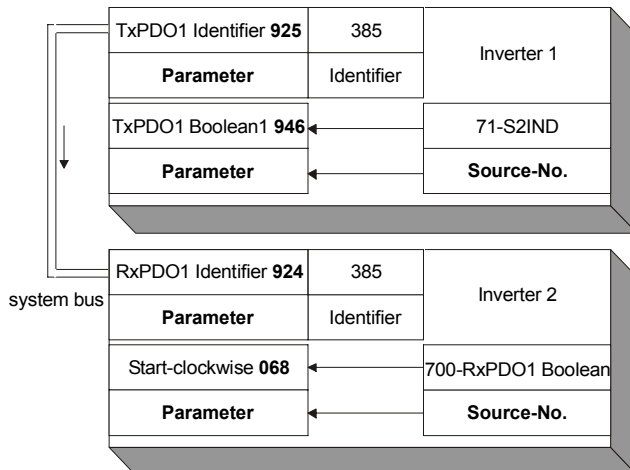 TxPDO1 Identifier 925 385 Inverter 1
Parameter Identifier
TxPDO1 Boolean1 946 71-S2IND
Parameter Source-No.
system bus
RxPDO1 Identifier 924 385 Inverter 2
Parameter Identifier
Start-clockwise 068 700-RxPDO1 Boolean
Parameter Source-No.